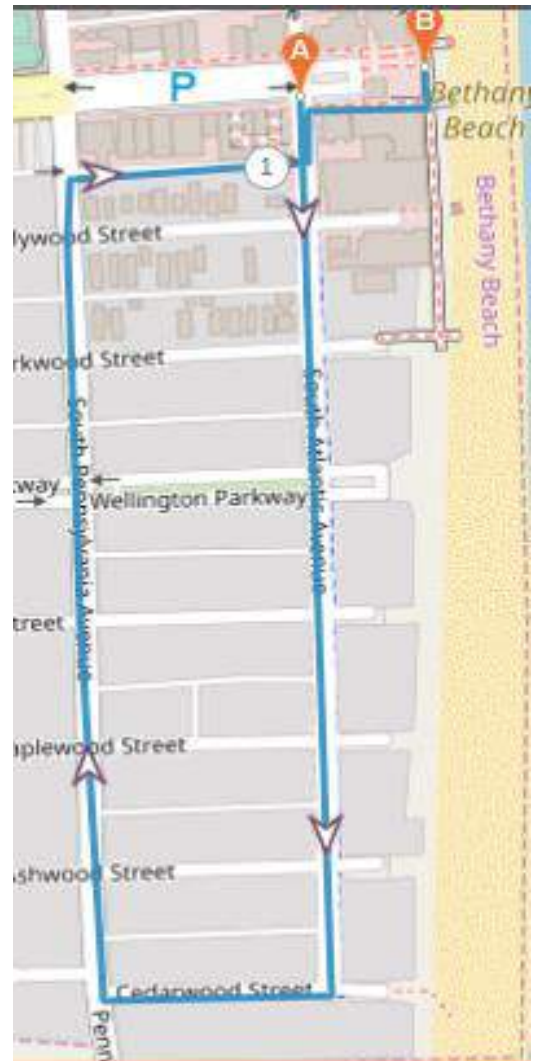 A
B
P
Bethany
Beach
1
lywood Street
Bethany Beach
rkwood Street
South Atlantic Avenue
South Pennsylvania Avenue
way
Wellington Parkway
treet
aplewood Street
shwood Street
Cedarwood Street
Penn